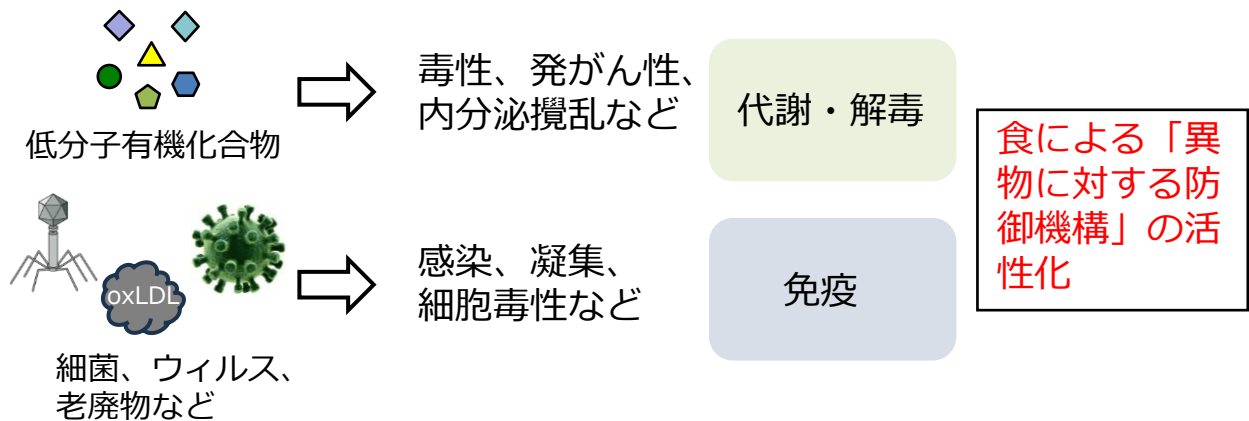 低分子有機化合物
毒性、発がん性、
内分泌攪乱など
代謝・解毒
oxLDL
細菌、ウィルス、
老廃物など
感染、凝集、
細胞毒性など
免疫
食による「異
物に対する防
御機構」の活
性化